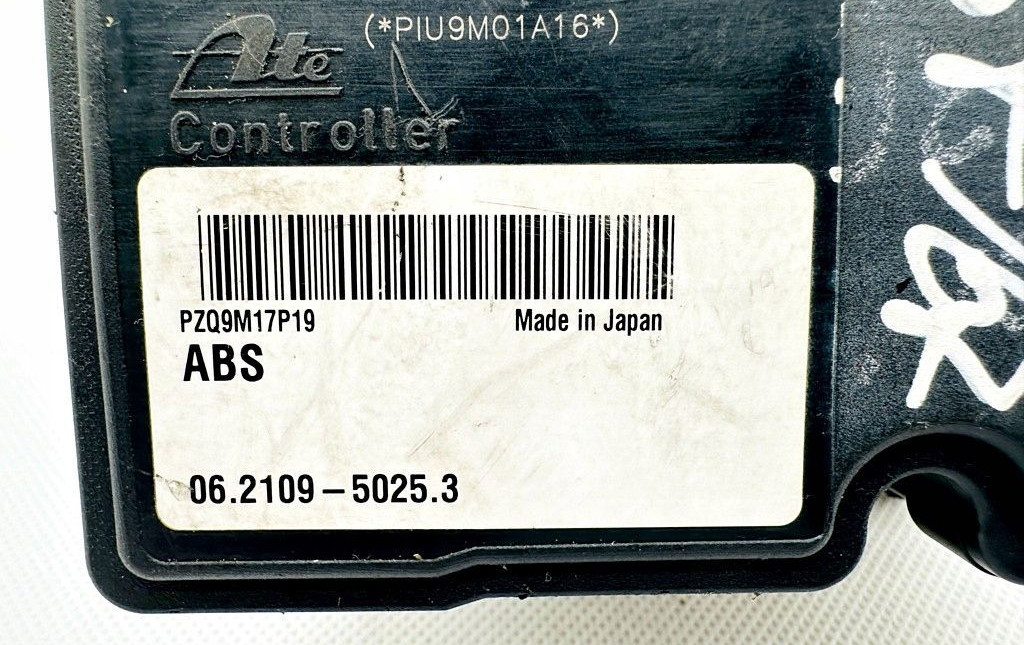 (*PIU9M01A16*)
Ate
Controller
PZQ9M17P19
Made in Japan
ABS
06.2109-5025.3